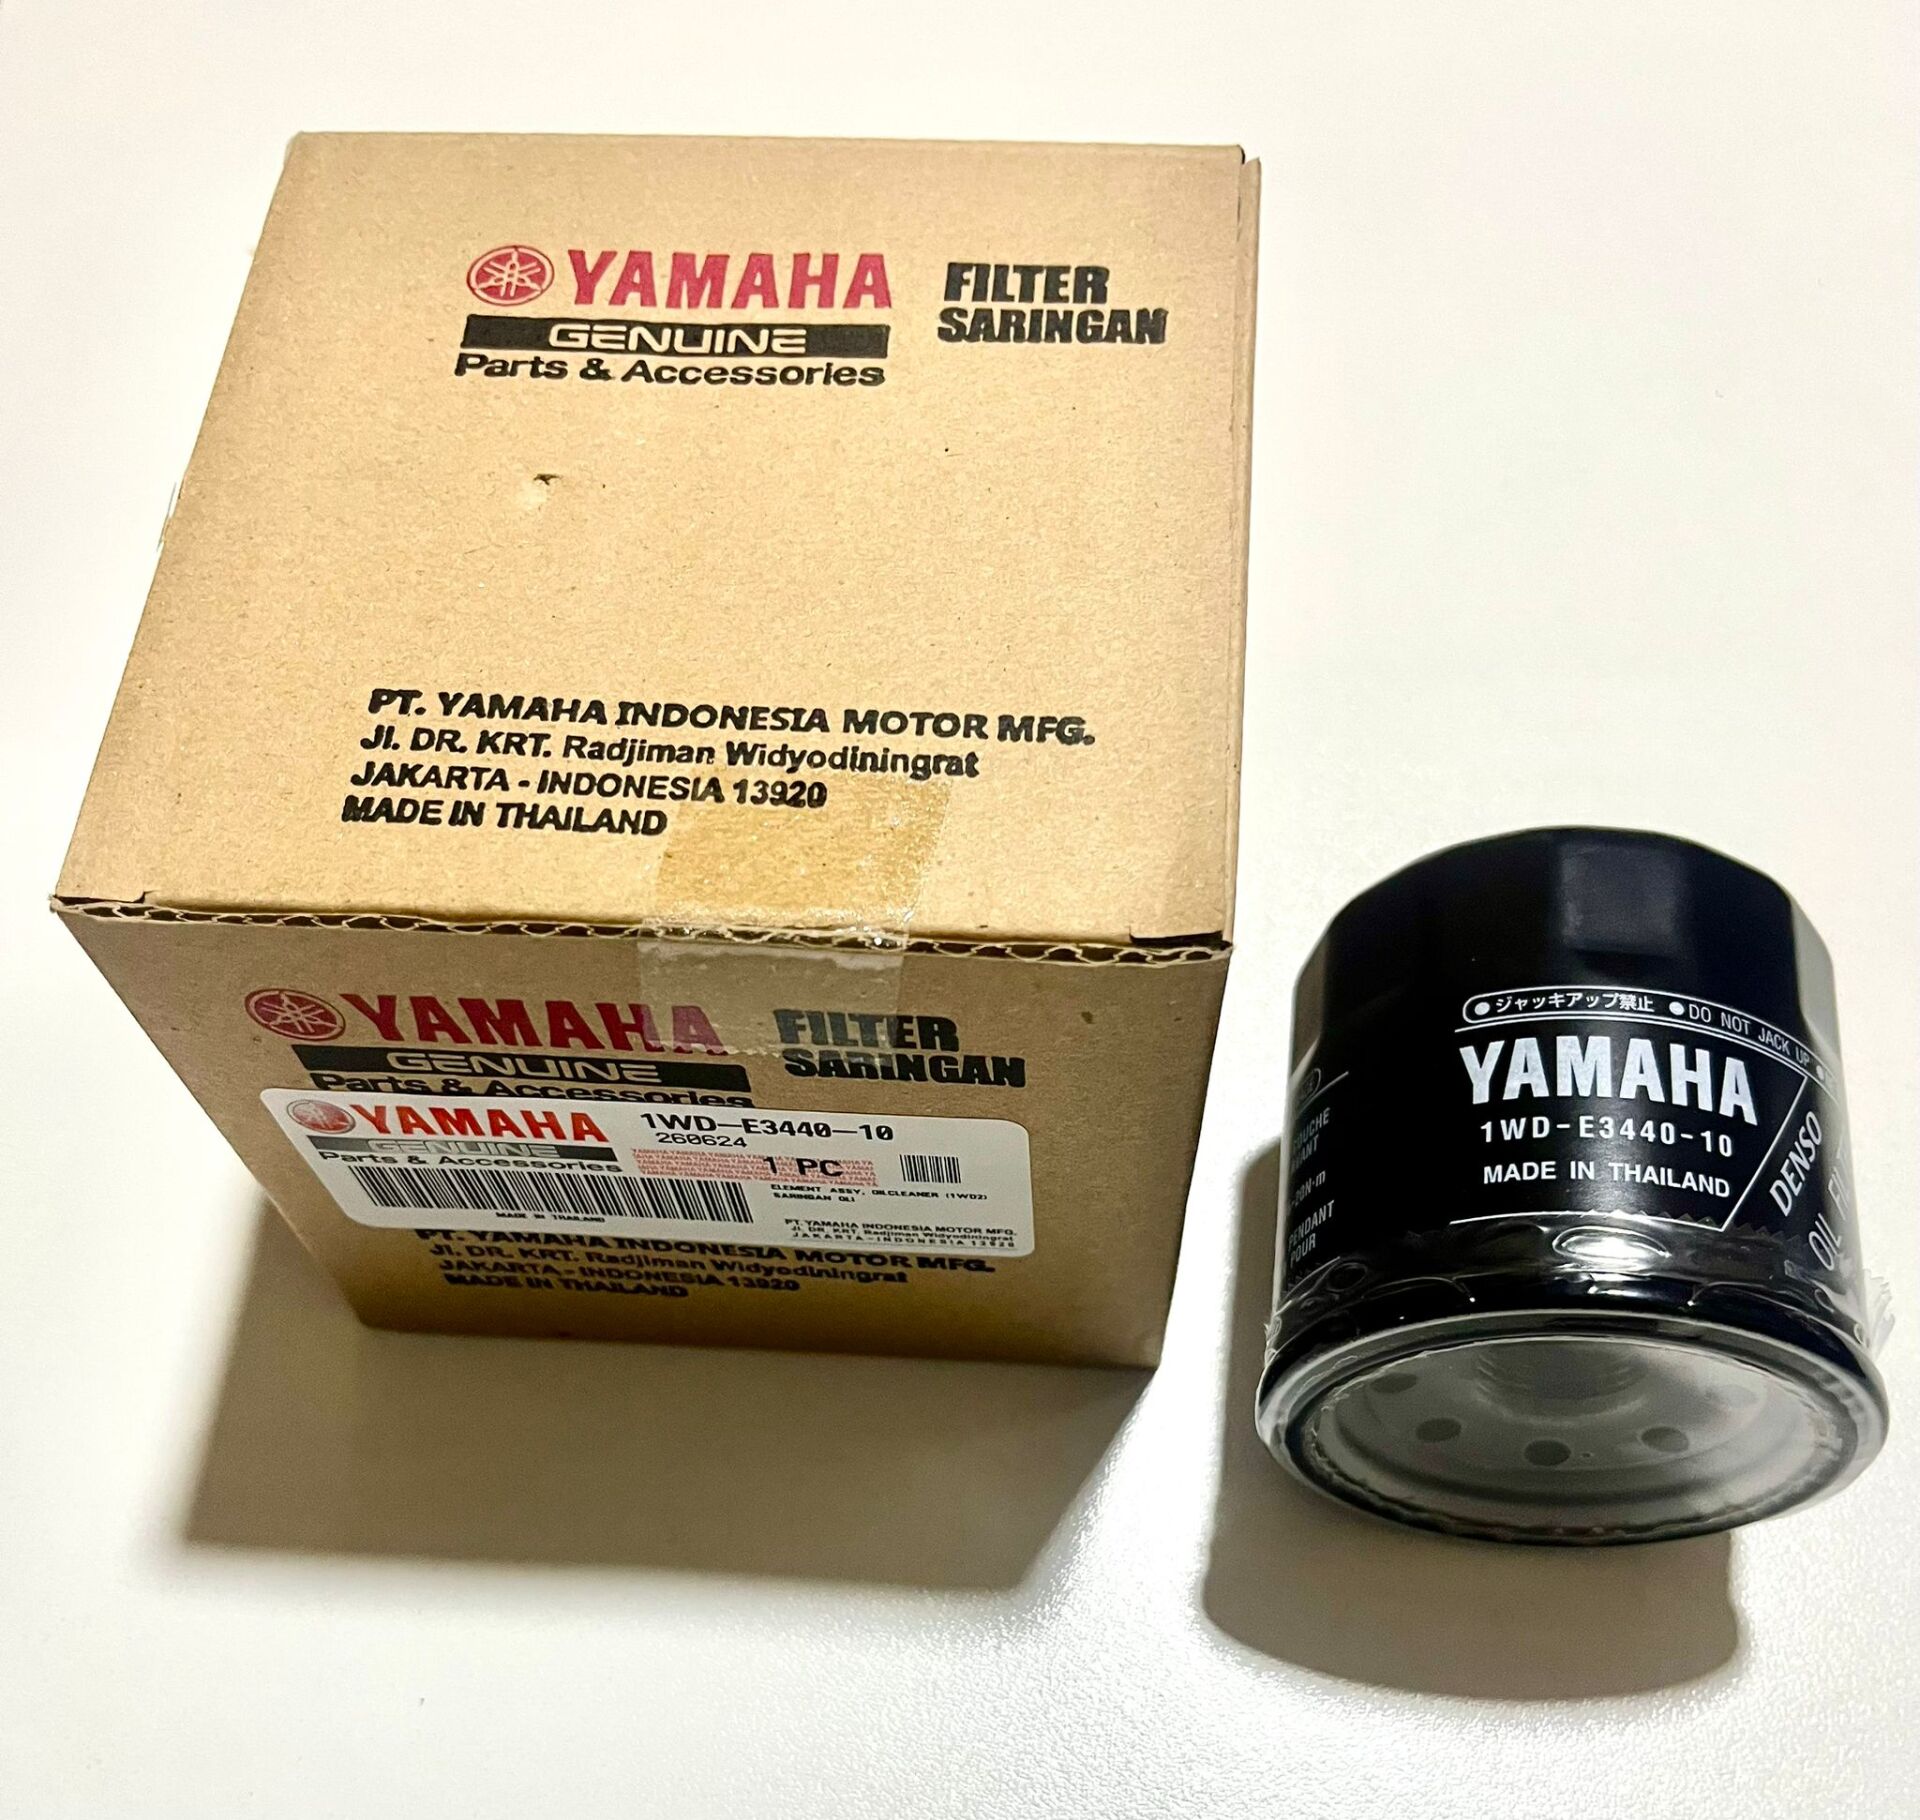 YAMAHA
GENUINE
Parts & Accessories
FILTER
SARINGAN
PT. YAMAHA INDONESIA MOTOR MFG.
Jl. DR. KRT. Radjiman Widyodiningrat
JAKARTA - INDONESIA 13920
MADE IN THAILAND
YAMAHA
GENUINE
Parts & Accessories
FILTER
SARINGAN
YAMAHA
GENUINE
Parts & Accessories
1WD-E3440-10
260624
1 PC
ELEMENT ASSY, OILCLEANER (1WD2)
SARINGAN OLI
MADE IN THAILAND
PT. YAMAHA INDONESIA MOTOR MFG.
Jl. DR. KRT. Radjiman Widyodiningrat
JAKARTA-INDONESIA 13920
PT. YAMAHA INDONESIA MOTOR MFG.
Jl. DR. KRT. Radjiman Widyodiningrat
JAKARTA - INDONESIA 13920
MADE IN THAILAND
●ジャッキアップ禁止 ●DO NOT JACK UP
YAMAHA
1WD-E3440-10
MADE IN THAILAND
DENSO
OIL
POUR